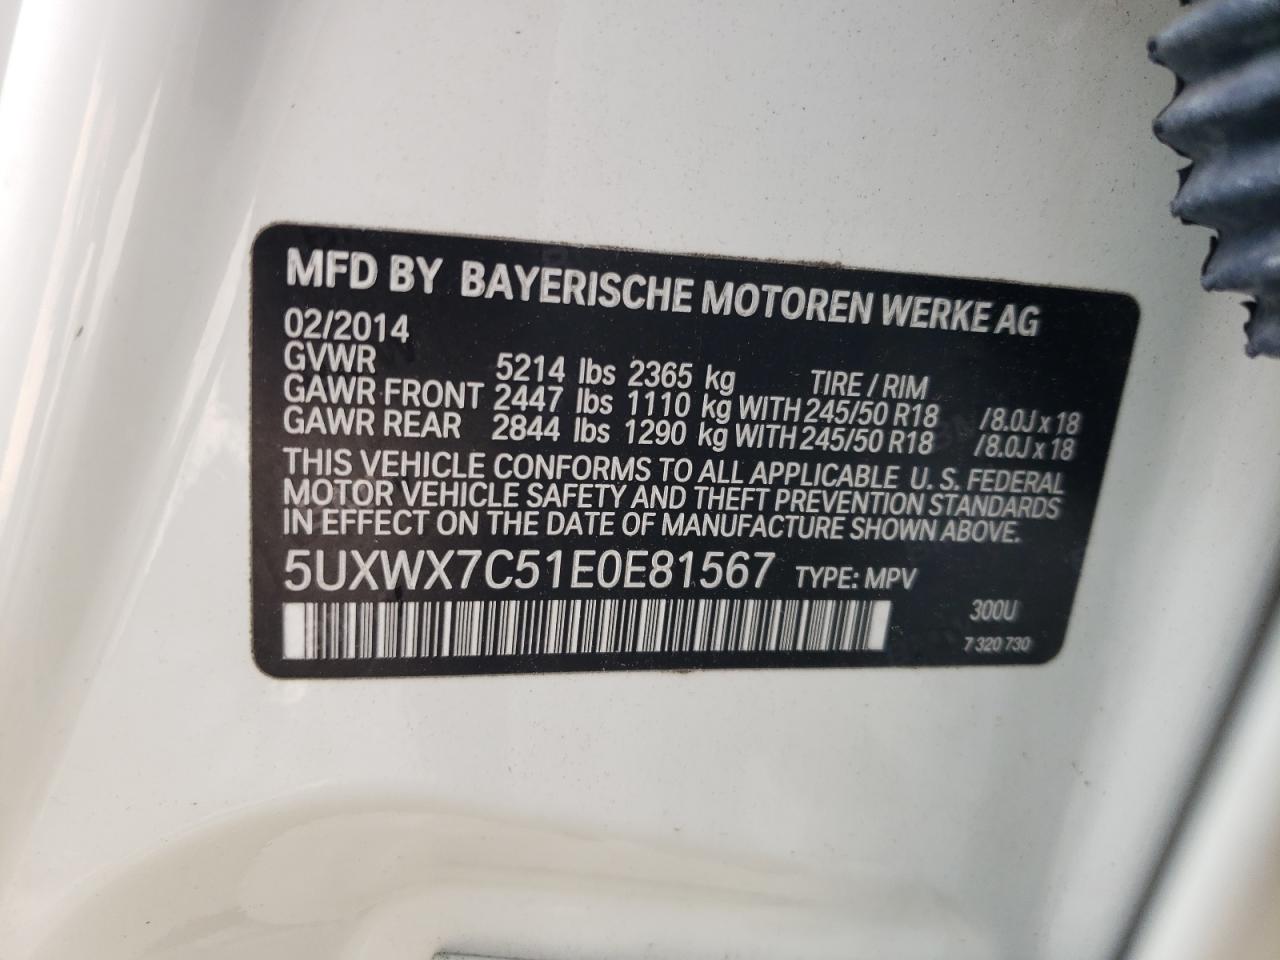 MFD BY BAYERISCHE MOTOREN WERKE AG
02/2014
GVWR 5214 lbs 2365 kg TIRE / RIM
GAWR FRONT 2447 lbs 1110 kg WITH 245/50 R18 /8.0J x 18
GAWR REAR 2844 lbs 1290 kg WITH 245/50 R18 /8.0J x 18
THIS VEHICLE CONFORMS TO ALL APPLICABLE U. S. FEDERAL
MOTOR VEHICLE SAFETY AND THEFT PREVENTION STANDARDS
IN EFFECT ON THE DATE OF MANUFACTURE SHOWN ABOVE.
5UXWX7C51E0E81567 TYPE: MPV
300U
7 320 730